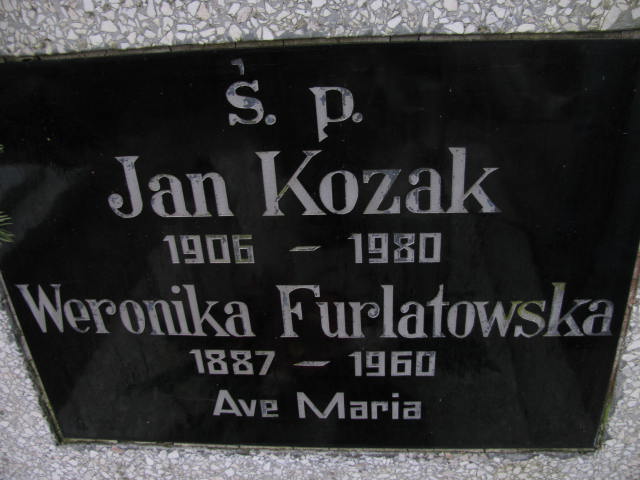 ś. p.
Jan Kozak
1906 – 1980
Weronika Furlatowska
1887 – 1960
Ave Maria